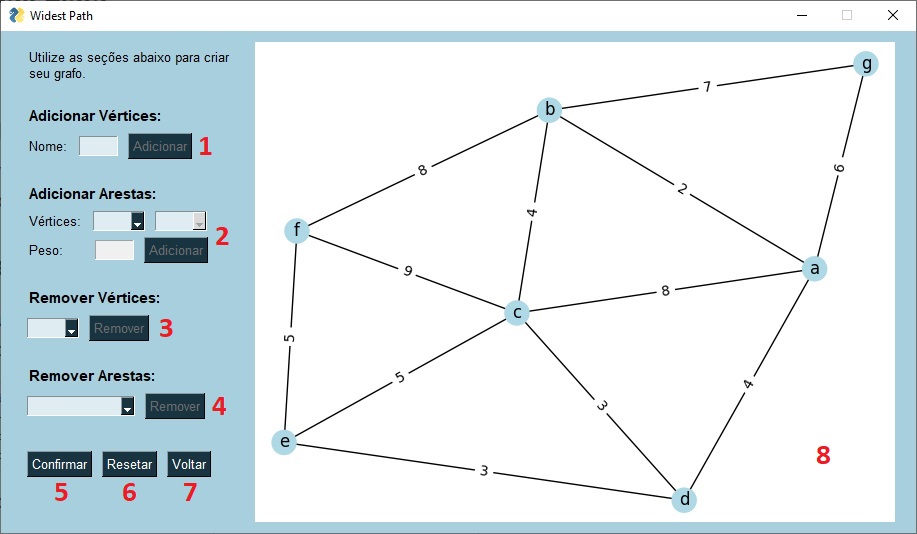 Widest Path
Utilize as seções abaixo para criar
seu grafo.
Adicionar Vértices:
Nome: Adicionar 1
Adicionar Arestas:
Vértices:
2
Peso: Adicionar
Remover Vértices:
Remover 3
Remover Arestas:
Remover 4
Confirmar Resetar Voltar
5 6 7
g
7
b
6
8
2
4
f
9
a
8
c
5
5
3
4
e
3
8
d